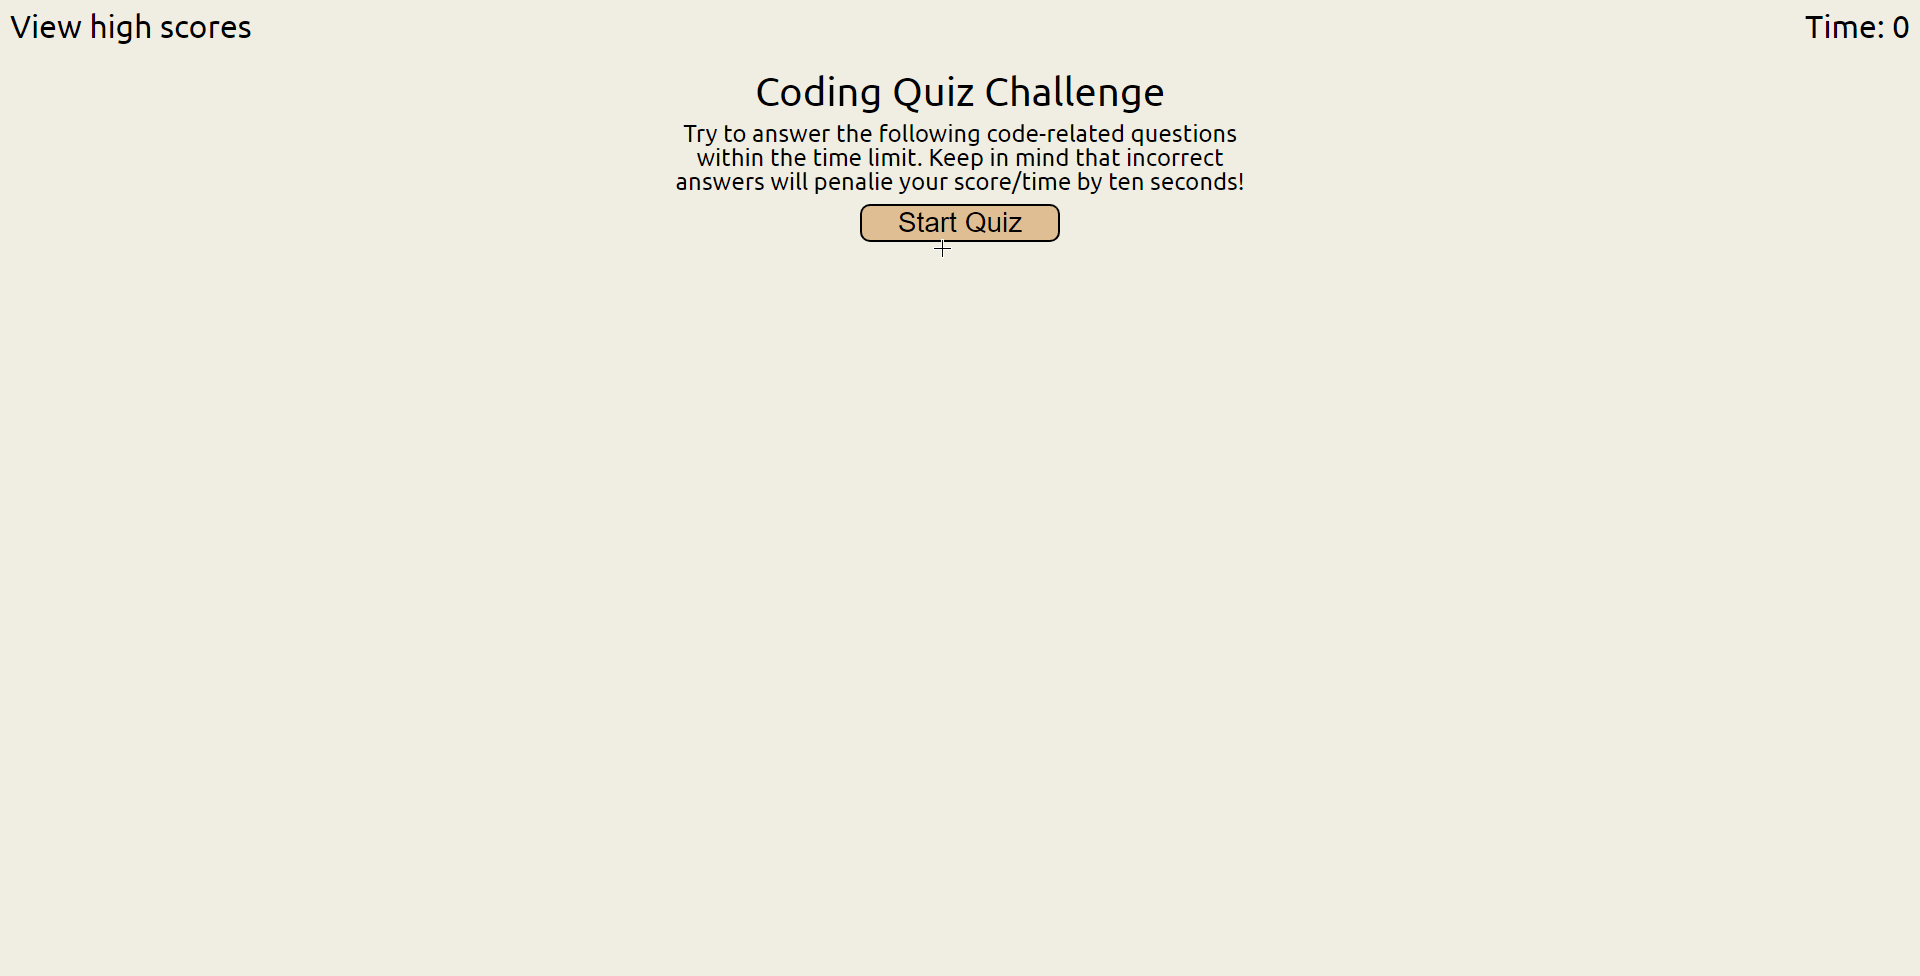 View high scores
Time: 0
Coding Quiz Challenge
Try to answer the following code-related questions
within the time limit. Keep in mind that incorrect
answers will penalie your score/time by ten seconds!
Start Quiz